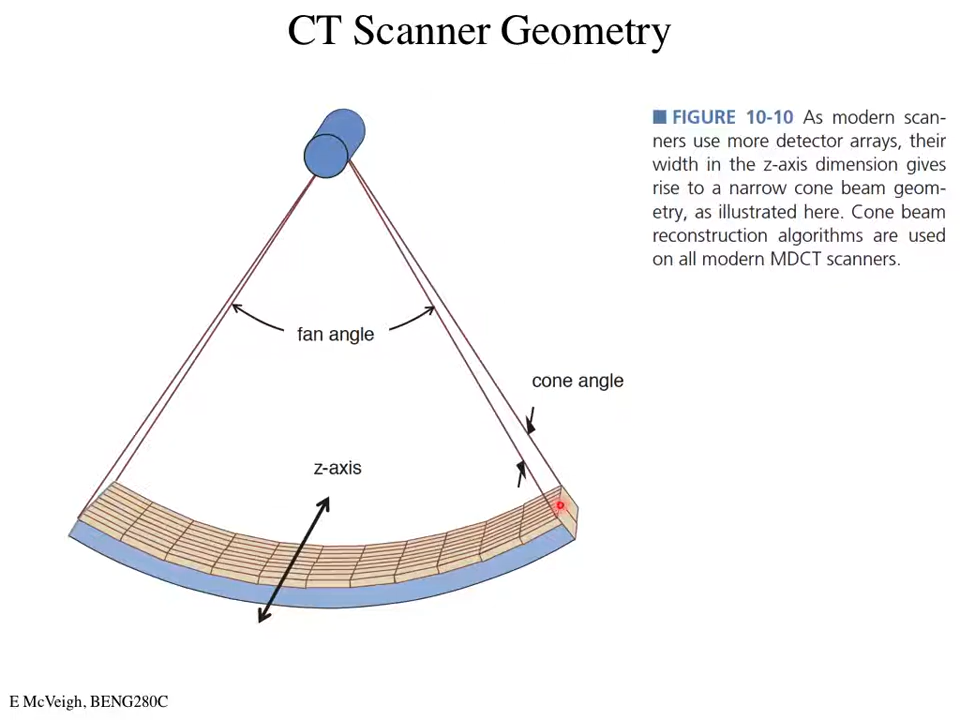 CT Scanner Geometry
■ FIGURE 10-10 As modern scan-
ners use more detector arrays, their
width in the z-axis dimension gives
rise to a narrow cone beam geom-
etry, as illustrated here. Cone beam
reconstruction algorithms are used
on all modern MDCT scanners.
fan angle
cone angle
z-axis
E McVeigh, BENG280C